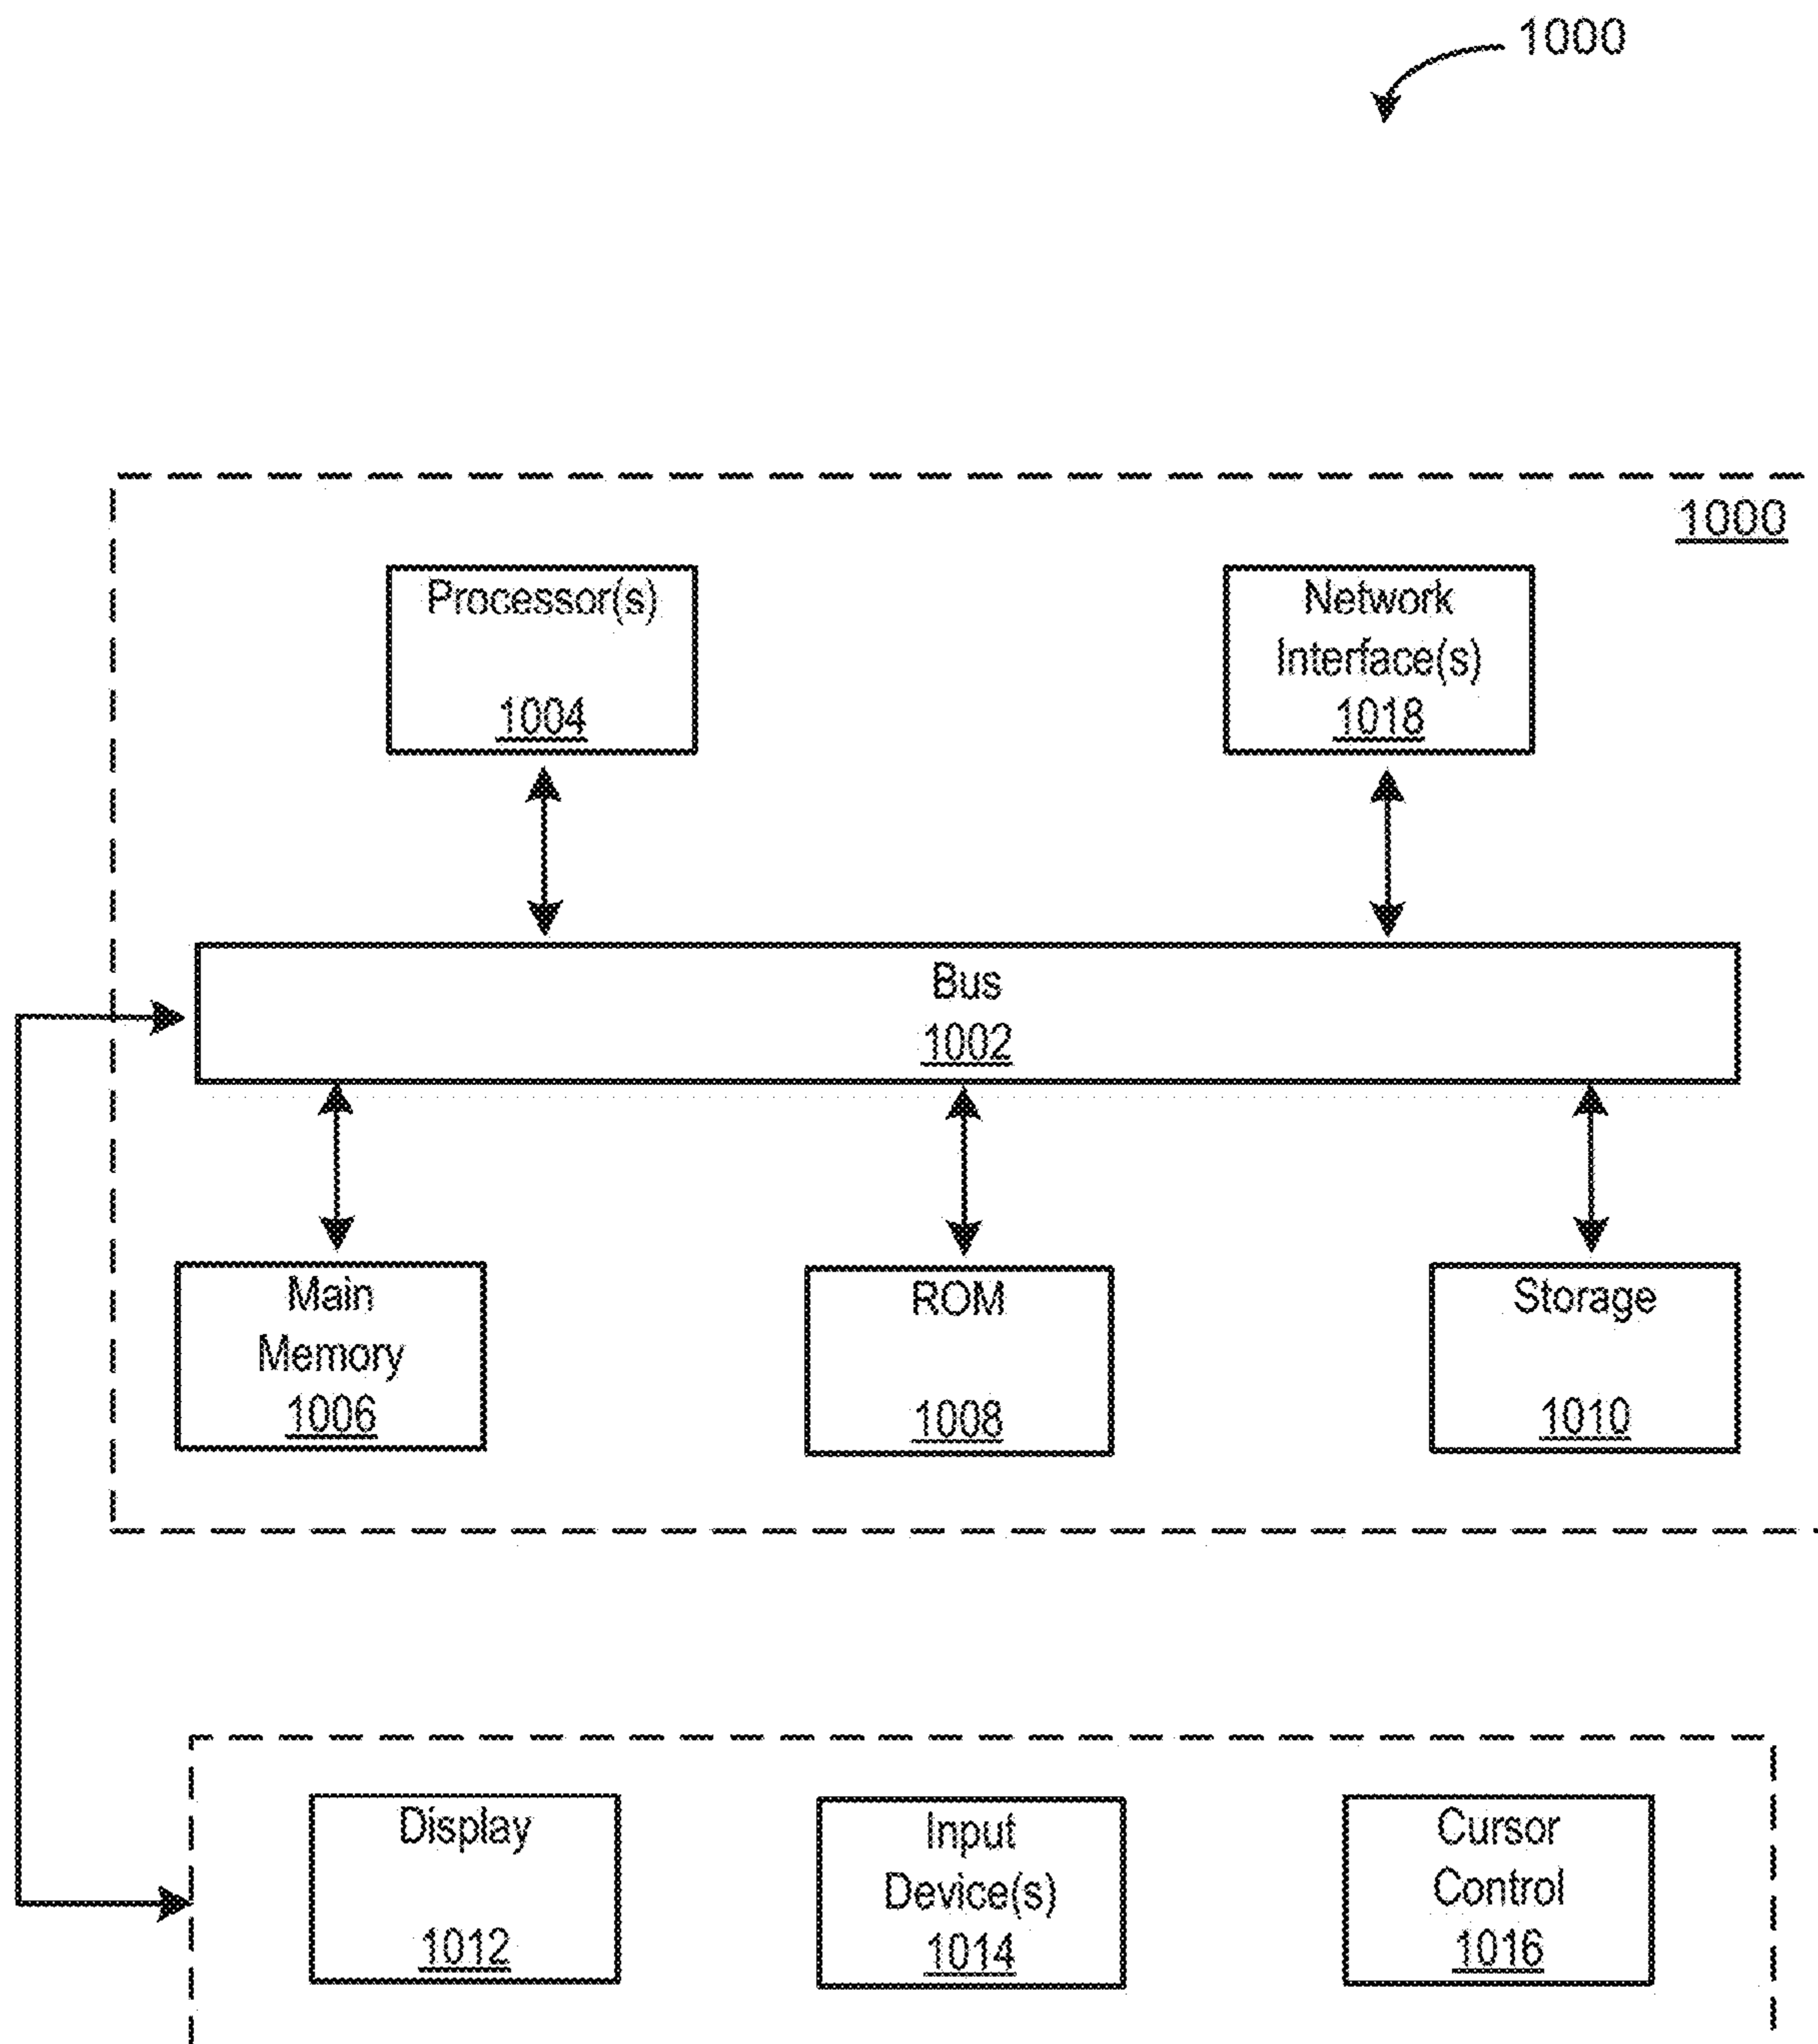 1000
1000
Processor(s)
1004
Network
Interface(s)
1018
Bus
1002
Main
Memory
1006
ROM
1008
Storage
1010
Display
1012
Input
Device(s)
1014
Cursor
Control
1016